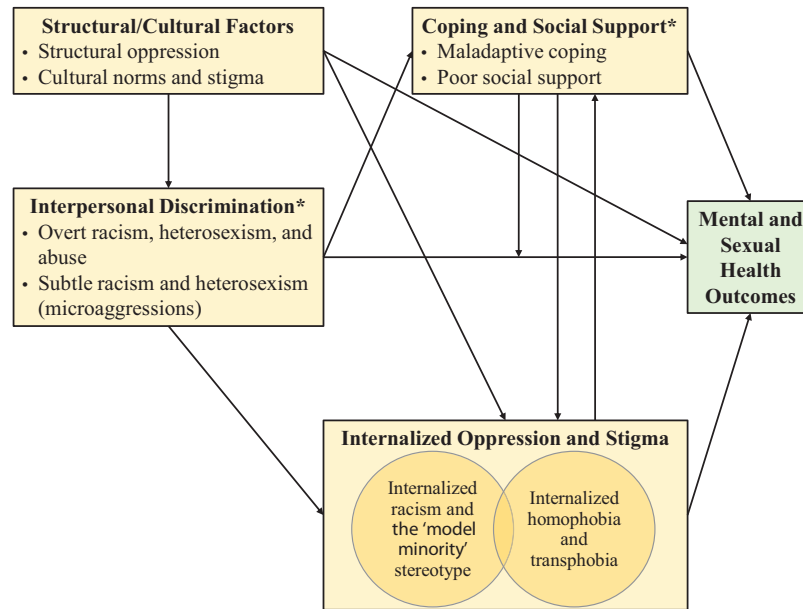 Structural/Cultural Factors
• Structural oppression
• Cultural norms and stigma
Coping and Social Support*
• Maladaptive coping
• Poor social support
Interpersonal Discrimination*
• Overt racism, heterosexism, and
abuse
• Subtle racism and heterosexism
(microaggressions)
Mental and
Sexual
Health
Outcomes
Internalized Oppression and Stigma
Internalized
racism and
the ‘model
minority’
stereotype
Internalized
homophobia
and
transphobia